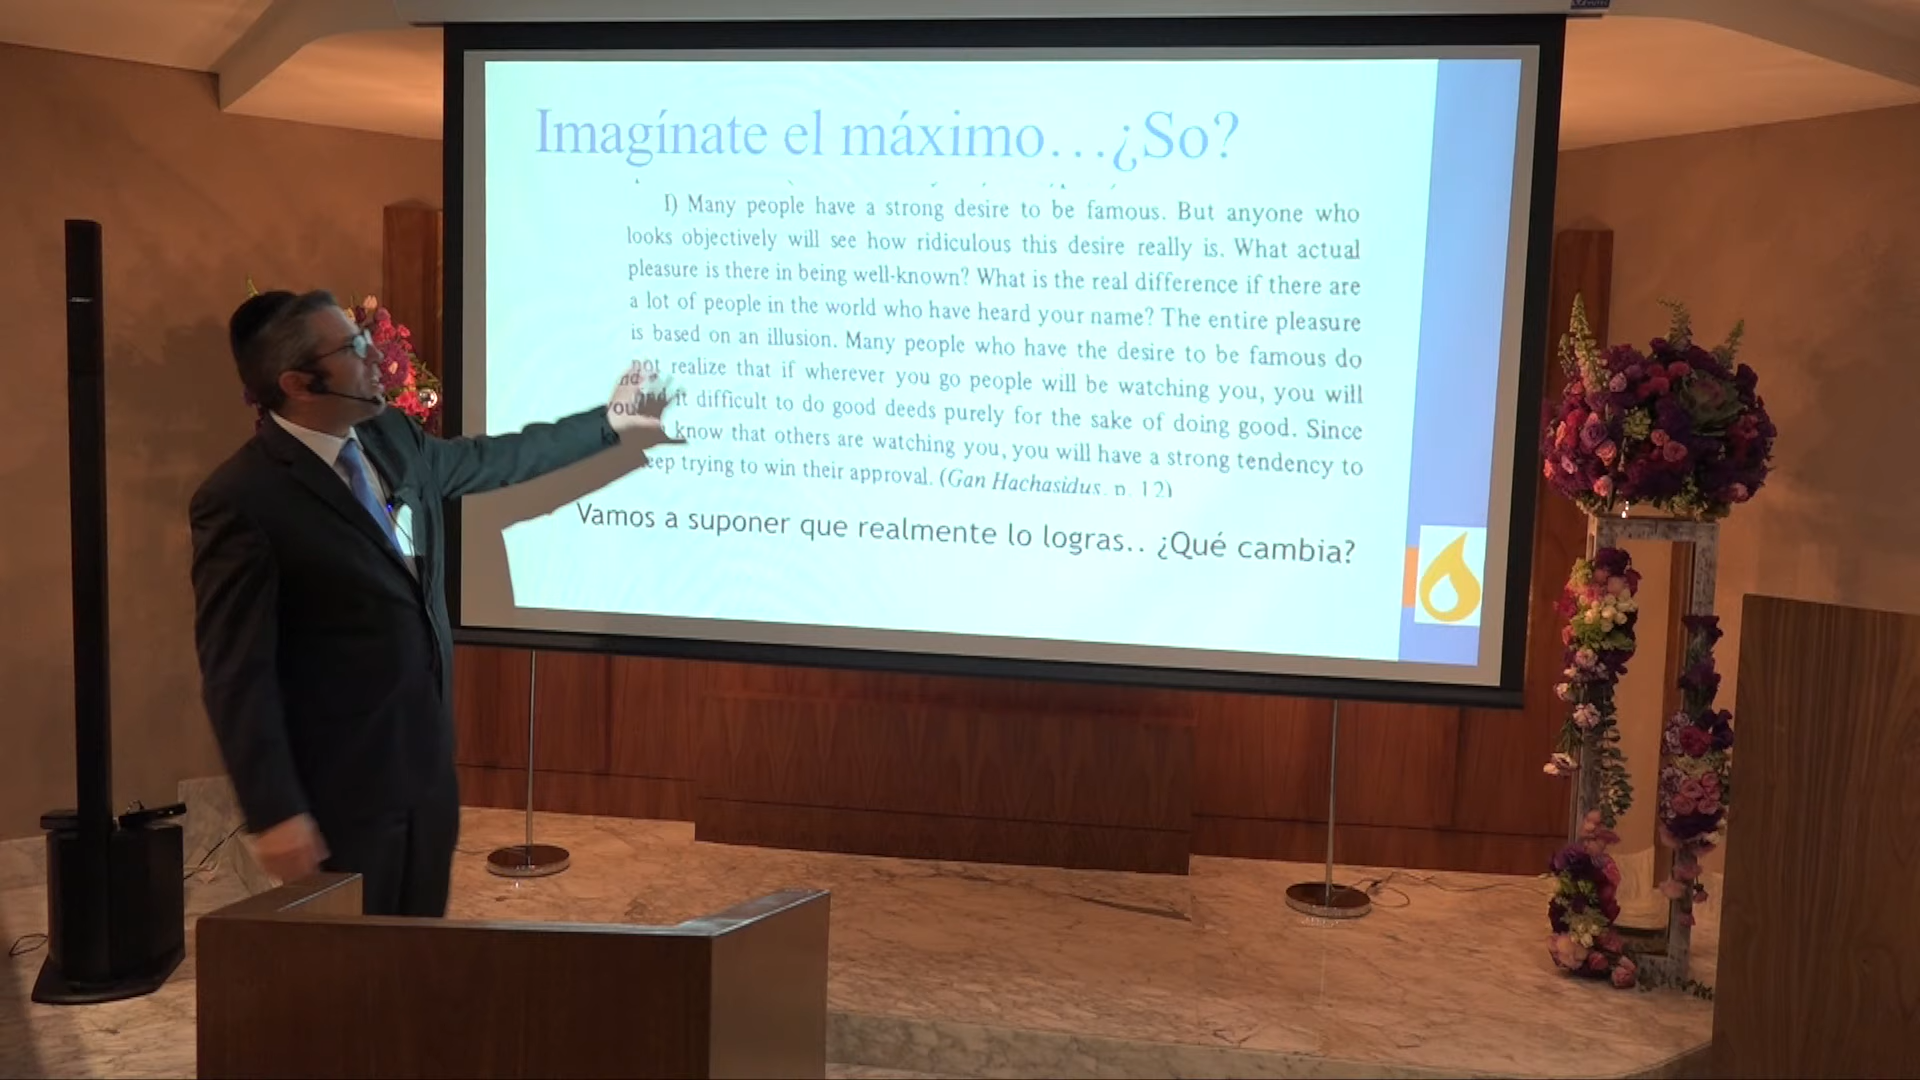 Imagínate el máximo...¿So?
I) Many people have a strong desire to be famous. But anyone who
looks objectively will see how ridiculous this desire really is. What actual
pleasure is there in being well-known? What is the real difference if there are
a lot of people in the world who have heard your name? The entire pleasure
is based on an illusion. Many people who have the desire to be famous do
not realize that if wherever you go people will be watching you, you will
find it difficult to do good deeds purely for the sake of doing good. Since
you know that others are watching you, you will have a strong tendency to
keep trying to win their approval. (Gan Hachasidus, p. 12)
Vamos a suponer que realmente lo logras.. ¿Qué cambia?